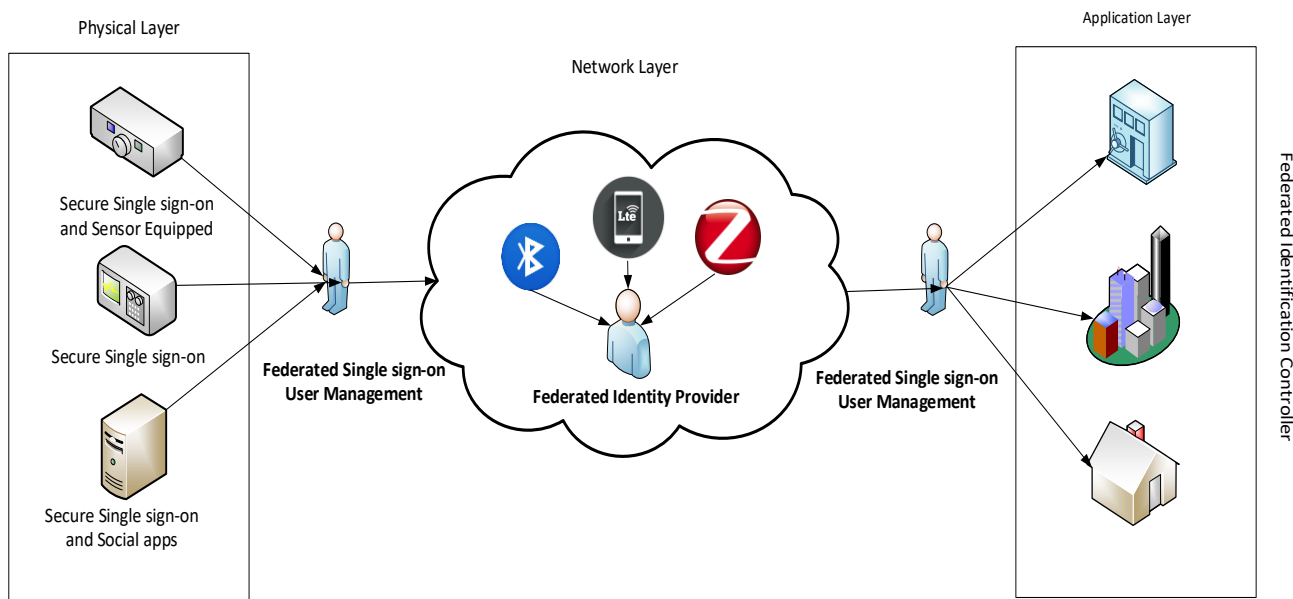 Physical Layer
Secure Single sign-on
and Sensor Equipped
Secure Single sign-on
Secure Single sign-on
and Social apps
Federated Single sign-on
User Management
Network Layer
Lte
Federated Identity Provider
Federated Single sign-on
User Management
Application Layer
Federated Identification Controller